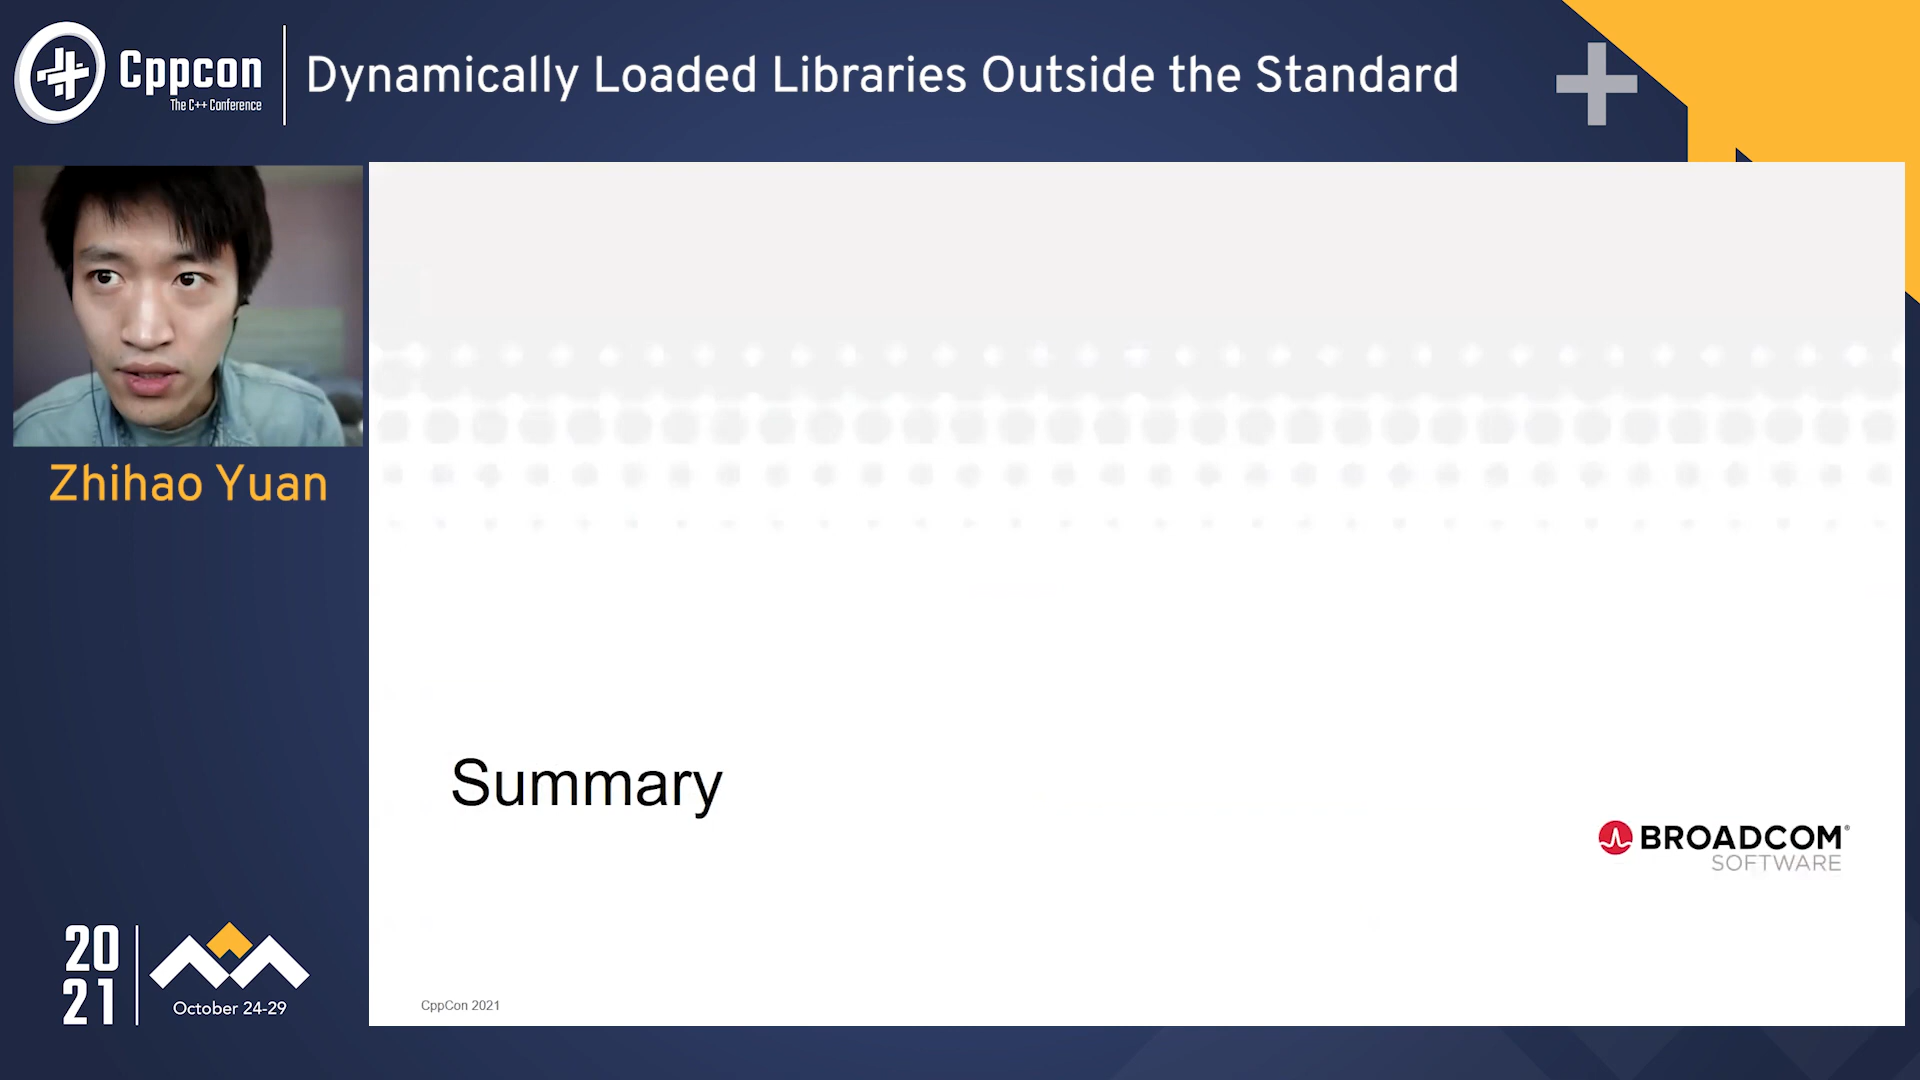 Cppcon
The C++ Conference
Dynamically Loaded Libraries Outside the Standard
Zhihao Yuan
Summary
BROADCOM®
SOFTWARE
20
21
October 24-29
CppCon 2021